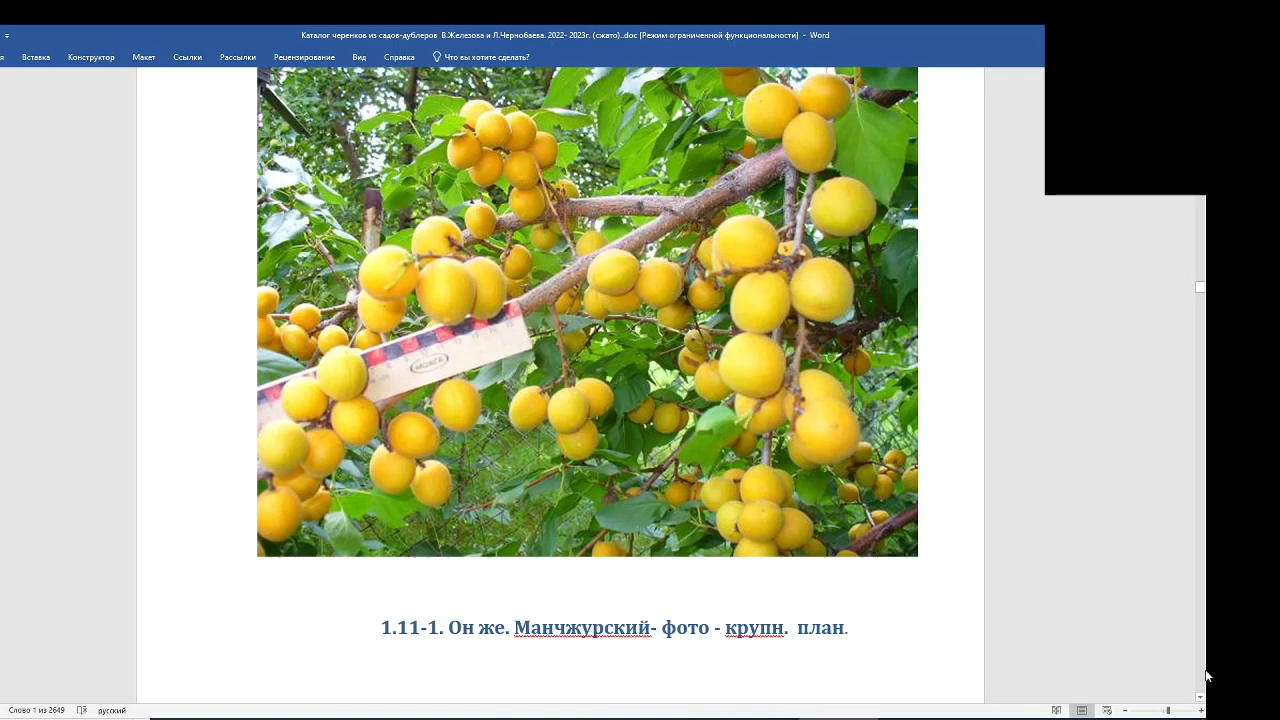 Каталог черенков из садов-дублеров В.Железова и Л.Чернобаева. 2022- 2023г. (сжато)..doc [Режим ограниченной функциональности] - Word
я Вставка Конструктор Макет Ссылки Рассылки Рецензирование Вид Справка Что вы хотите сделать?
МОЖГА
1.11-1. Он же. Манчжурский- фото - крупн. план.
Слово 1 из 2649 русский